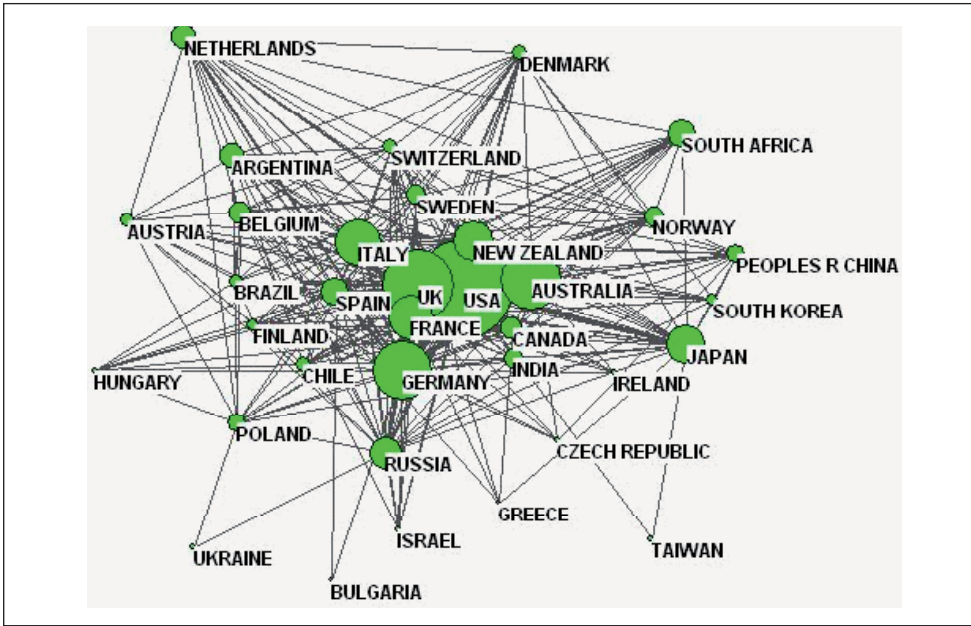 NETHERLANDS
DENMARK
SOUTH AFRICA
SWITZERLAND
ARGENTINA
SWEDEN
BELGIUM
AUSTRIA
NORWAY
ITALY
NEW ZEALAND
PEOPLES R CHINA
BRAZIL
SPAIN
UK
USA
AUSTRALIA
SOUTH KOREA
FINLAND
FRANCE
CANADA
JAPAN
HUNGARY
CHILE
GERMANY
INDIA
IRELAND
POLAND
RUSSIA
CZECH REPUBLIC
GREECE
ISRAEL
TAIWAN
UKRAINE
BULGARIA